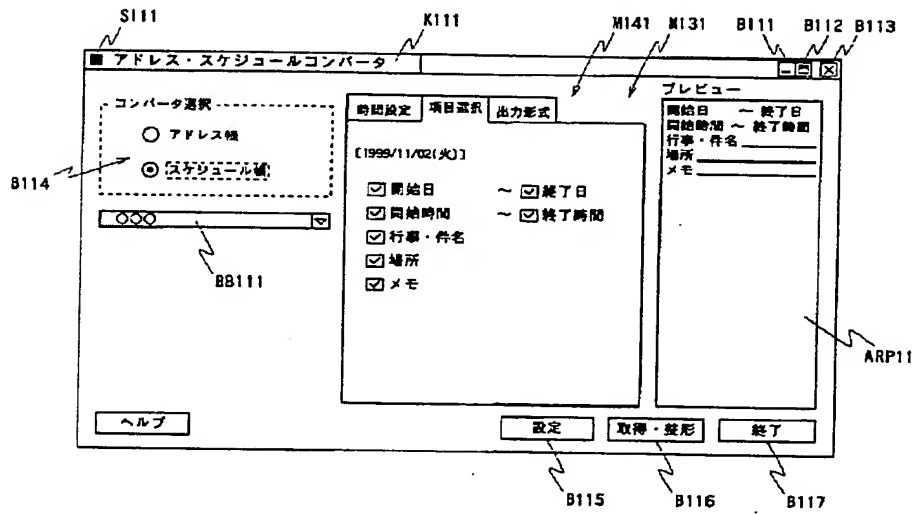 S111
K111
M141
M131
B111
B112
B113
アドレス・スケジュールコンバータ
コンバータ選択
アドレス帳
スケジュール帳
B114
○○○
BB111
時間設定
項目選択
出力形式
[1999/11/02(火)]
開始日 ～ 終了日
開始時間 ～ 終了時間
行事・件名
場所
メモ
プレビュー
開始日 ～ 終了日
開始時間 ～ 終了時間
行事・件名
場所
メモ
ARP11
ヘルプ
設定
取得・整形
終了
B115
B116
B117